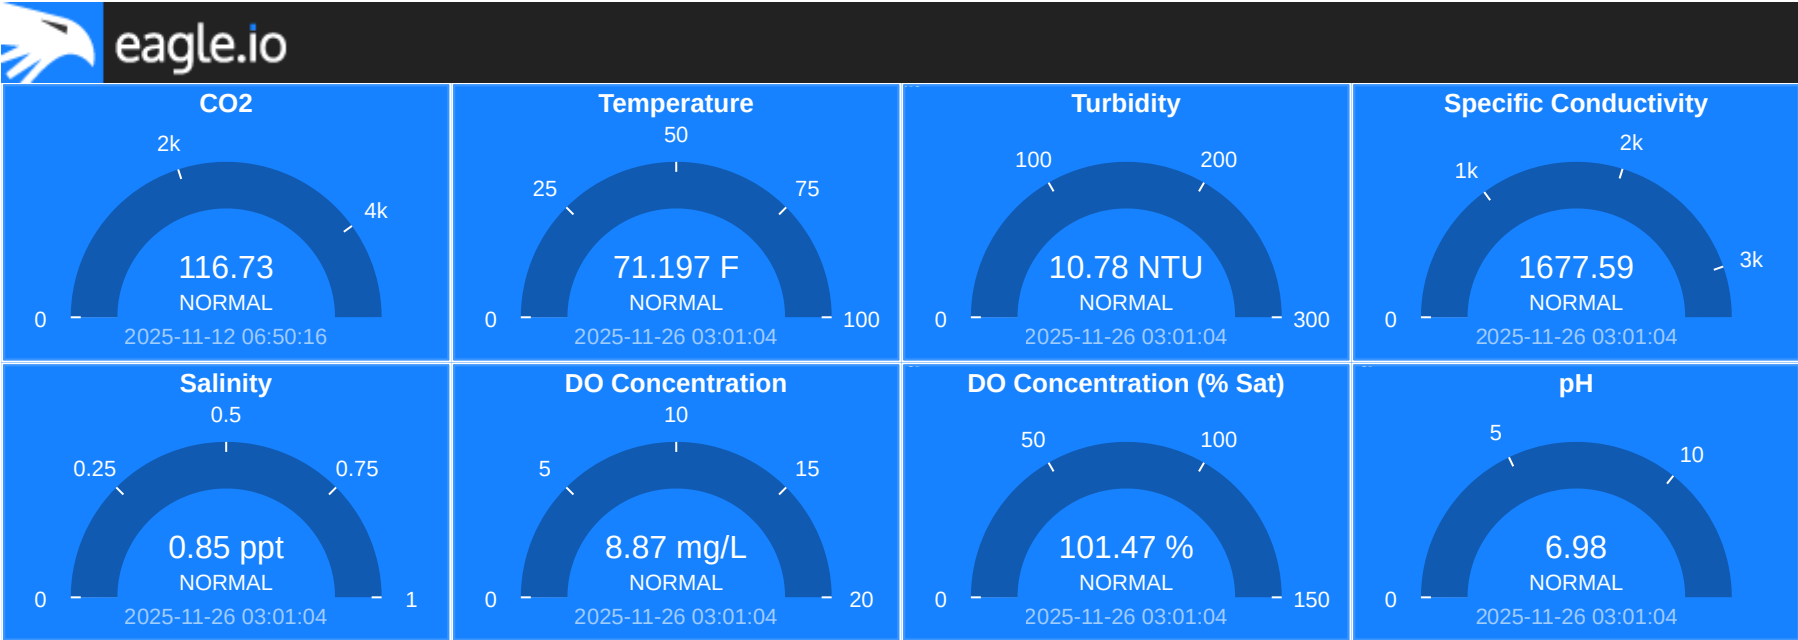 eagle.io
CO2
2k
4k
116.73
NORMAL
0
2025-11-12 06:50:16
Temperature
50
25
75
71.197 F
NORMAL
0
100
2025-11-26 03:01:04
Turbidity
100
200
10.78 NTU
NORMAL
0
300
2025-11-26 03:01:04
Specific Conductivity
2k
1k
3k
1677.59
NORMAL
0
2025-11-26 03:01:04
Salinity
0.5
0.25
0.75
0.85 ppt
NORMAL
0
1
2025-11-26 03:01:04
DO Concentration
10
5
15
8.87 mg/L
NORMAL
0
20
2025-11-26 03:01:04
DO Concentration (% Sat)
50
100
101.47 %
NORMAL
0
150
2025-11-26 03:01:04
pH
5
10
6.98
NORMAL
0
2025-11-26 03:01:04